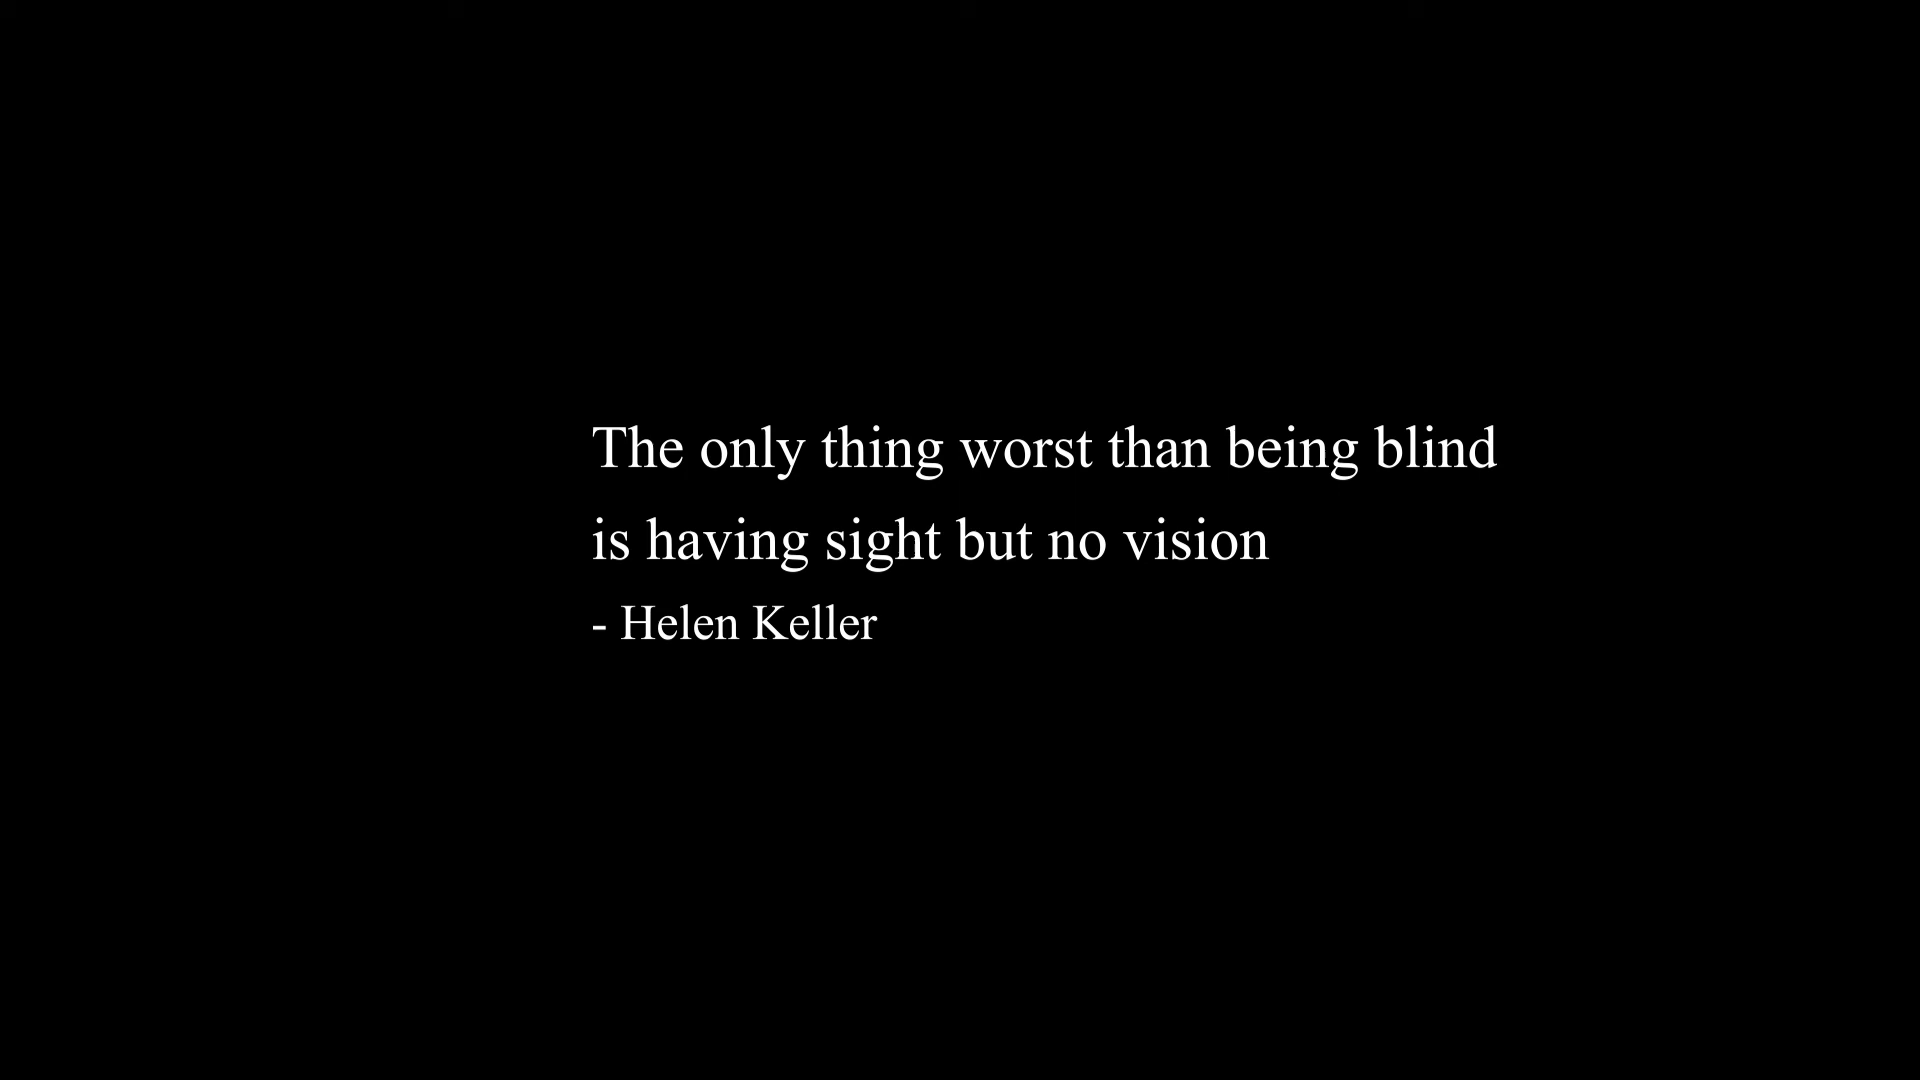 The only thing worst than being blind
is having sight but no vision
- Helen Keller